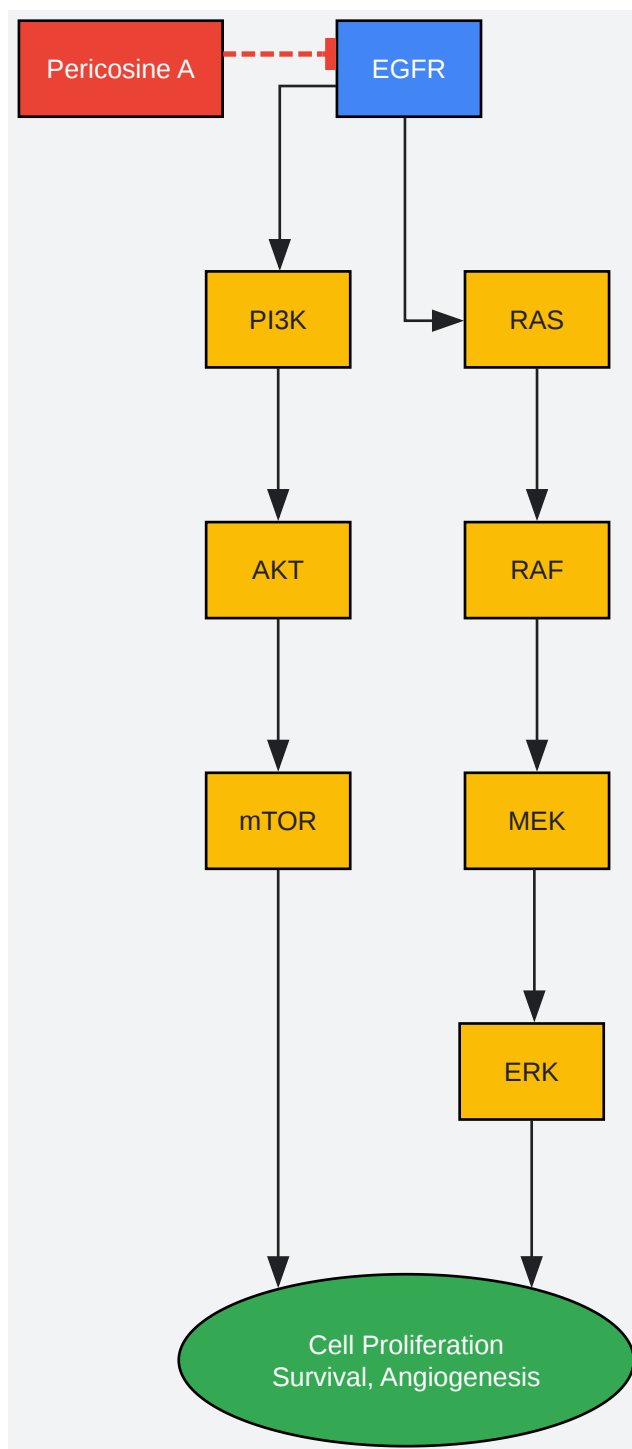 Pericosine A
EGFR
PI3K
RAS
AKT
RAF
mTOR
MEK
ERK
Cell Proliferation
Survival, Angiogenesis